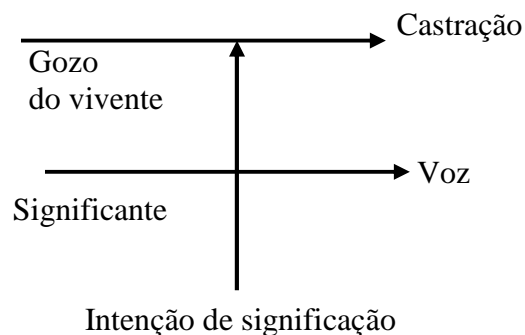 Castração
Gozo
do vivente
Voz
Significante
Intenção de significação